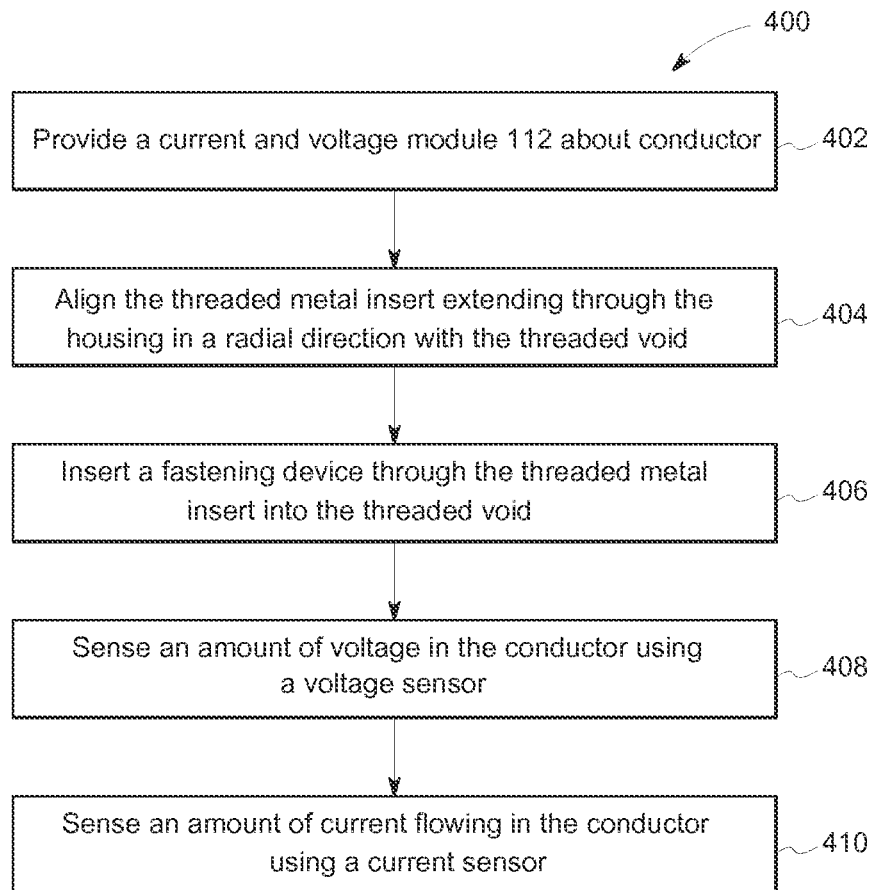 400
Provide a current and voltage module 112 about conductor
402
Align the threaded metal insert extending through the
housing in a radial direction with the threaded void
404
Insert a fastening device through the threaded metal
insert into the threaded void
406
Sense an amount of voltage in the conductor using
a voltage sensor
408
Sense an amount of current flowing in the conductor
using a current sensor
410